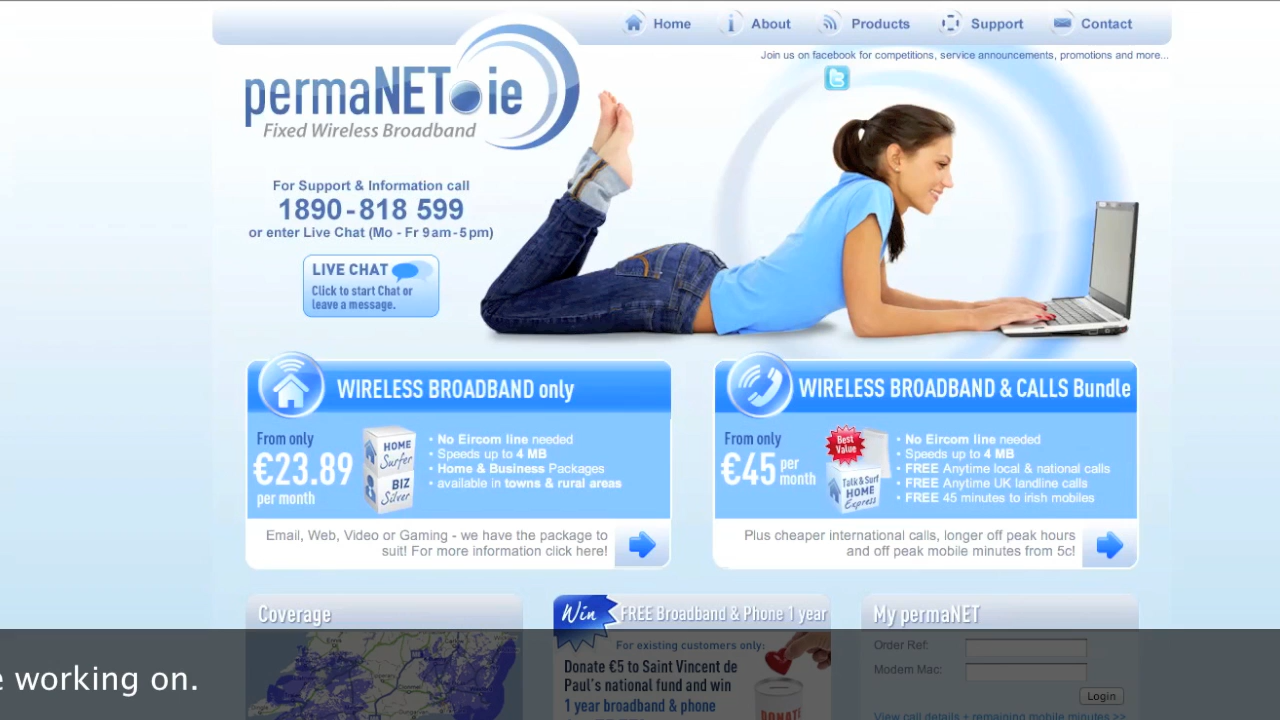 Home
About
Products
Support
Contact
Join us on facebook for competitions, service announcements, promotions and more...
permaNET.ie
Fixed Wireless Broadband
For Support & Information call
1890-818 599
or enter Live Chat (Mo - Fr 9am-5pm)
LIVE CHAT
Click to start Chat or
leave a message.
WIRELESS BROADBAND only
From only
€23.89
per month
HOME
Surfer
BIZ
Silver
• No Eircom line needed
• Speeds up to 4 MB
• Home & Business Packages
• available in towns & rural areas
Email, Web, Video or Gaming - we have the package to
suit! For more information click here!
WIRELESS BROADBAND & CALLS Bundle
From only
€45 per
month
Best
Value
Talk & Surf
HOME
Express
• No Eircom line needed
• Speeds up to 4 MB
• FREE Anytime local & national calls
• FREE Anytime UK landline calls
• FREE 45 minutes to irish mobiles
Plus cheaper international calls, longer off peak hours
and off peak mobile minutes from 5c!
Coverage
Win FREE Broadband & Phone 1 year
For existing customers only:
Donate €5 to Saint Vincent de
Paul's national fund and win
1 year broadband & phone
DONATE
My permaNET
Order Ref:
Modem Mac:
Login
View call details + remaining mobile minutes >>
working on.